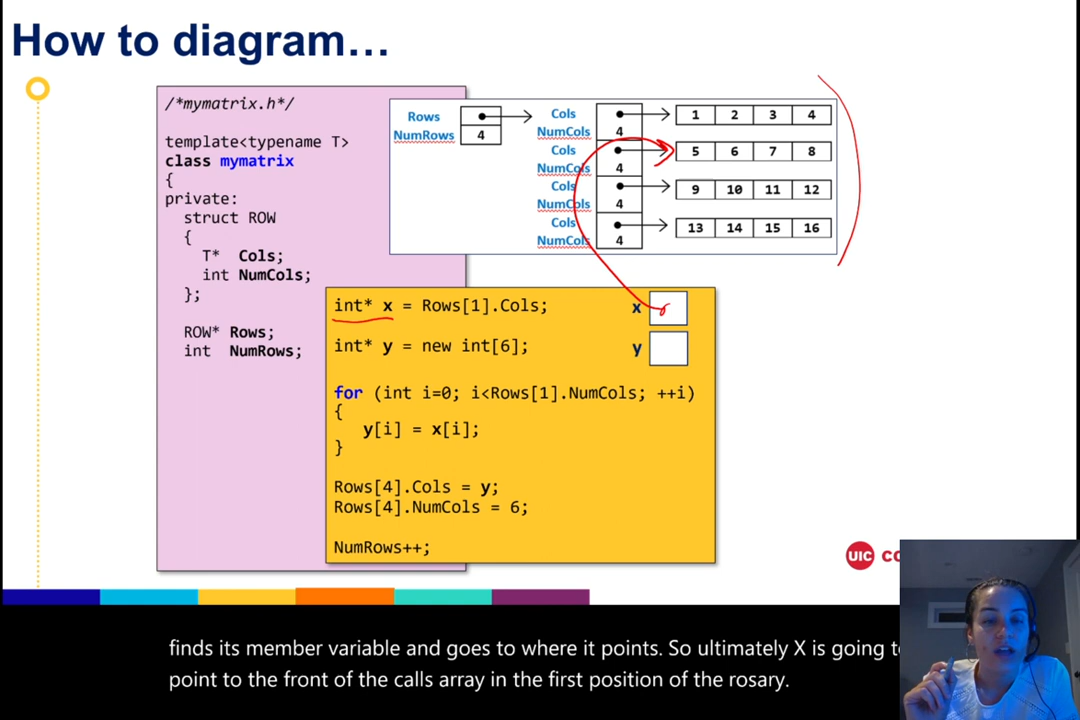 How to diagram...
/*mymatrix.h*/
template<typename T>
class mymatrix
{
private:
struct ROW
{
T* Cols;
int NumCols;
};
ROW* Rows;
int NumRows;
Rows
NumRows 4
Cols 1 2 3 4
NumCols 4
Cols 5 6 7 8
NumCols 4
Cols 9 10 11 12
NumCols 4
Cols 13 14 15 16
NumCols 4
int* x = Rows[1].Cols;
x
int* y = new int[6];
y
for (int i=0; i<Rows[1].NumCols; ++i)
{
y[i] = x[i];
}
Rows[4].Cols = y;
Rows[4].NumCols = 6;
NumRows++;
UIC
finds its member variable and goes to where it points. So ultimately X is going
point to the front of the calls array in the first position of the rosary.